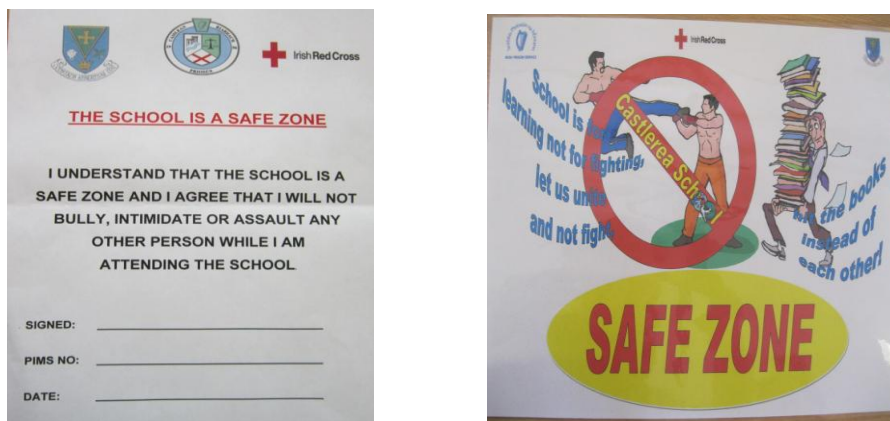 Irish Red Cross
THE SCHOOL IS A SAFE ZONE
I UNDERSTAND THAT THE SCHOOL IS A
SAFE ZONE AND I AGREE THAT I WILL NOT
BULLY, INTIMIDATE OR ASSAULT ANY
OTHER PERSON WHILE I AM
ATTENDING THE SCHOOL
SIGNED:
PIMS NO:
DATE:
Irish Red Cross
School is for
learning not for fighting,
let us unite
and not fight.
Castlerea School
the books
instead of
each other!
SAFE ZONE